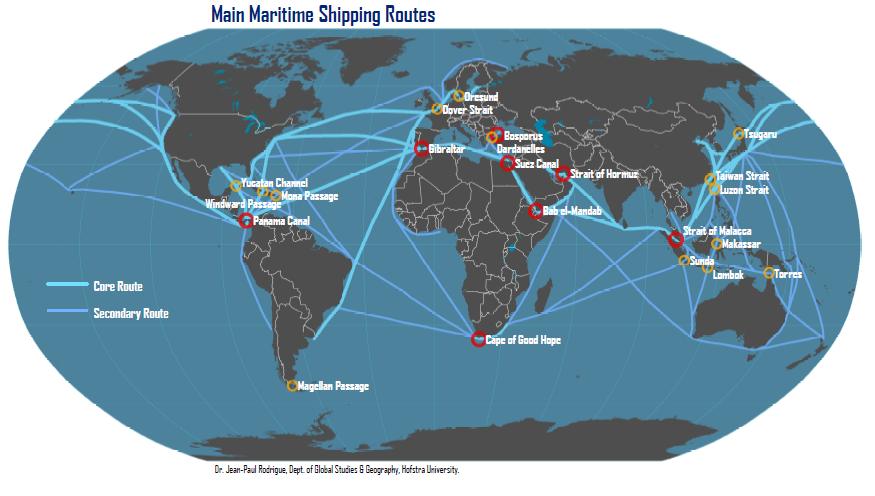 Main Maritime Shipping Routes
Oresund
Dover Strait
Bosporus
Tsugaru
Gibraltar
Dardanelles
Suez Canal
Strait of Hormuz
Taiwan Strait
Yucatan Channel
Luzon Strait
Mona Passage
Windward Passage
Bab el-Mandab
Panama Canal
Strait of Malacca
Makassar
Sunda
Lombok
Torres
Core Route
Secondary Route
Cape of Good Hope
Magellan Passage
Dr. Jean-Paul Rodrigue, Dept. of Global Studies & Geography, Hofstra University.